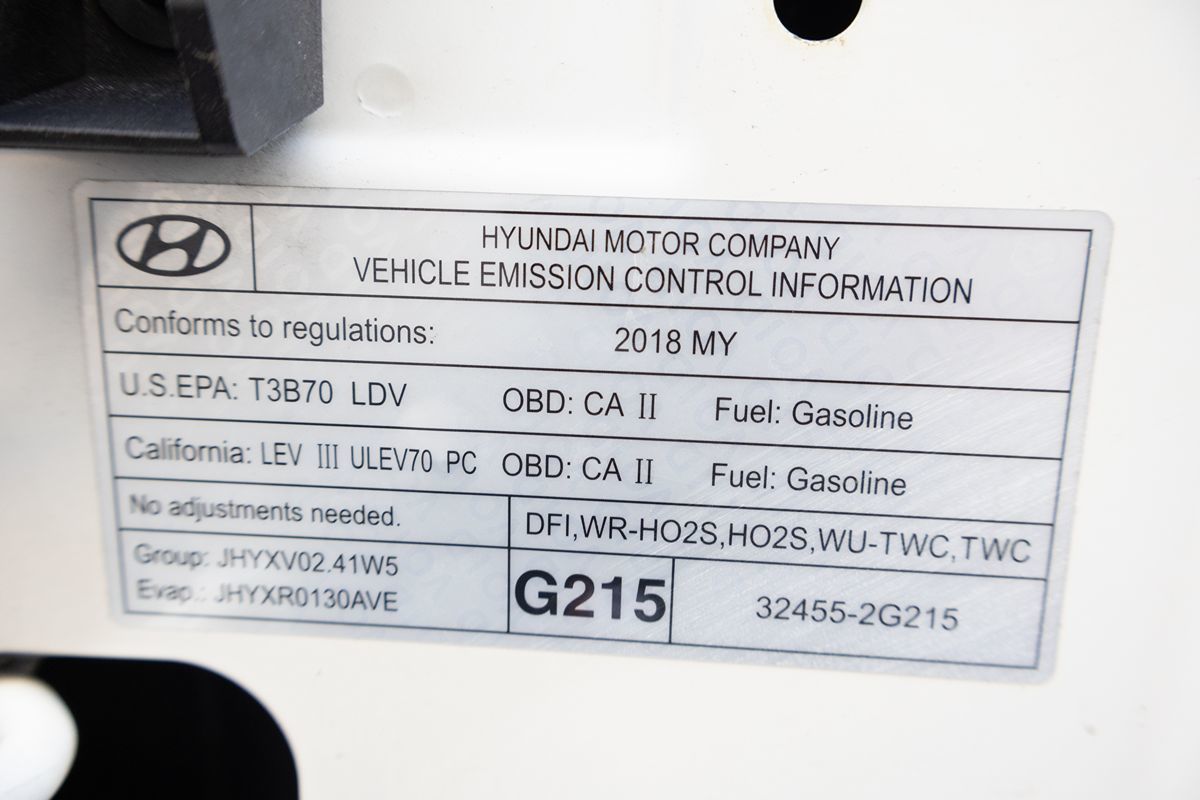 HYUNDAI MOTOR COMPANY
VEHICLE EMISSION CONTROL INFORMATION
Conforms to regulations: 2018 MY
U.S.EPA: T3B70 LDV OBD: CA II Fuel: Gasoline
California: LEV III ULEV70 PC OBD: CA II Fuel: Gasoline
No adjustments needed.
DFI,WR-HO2S,HO2S,WU-TWC,TWC
Group: JHYXV02.41W5
Evap.: JHYXR0130AVE
G215
32455-2G215